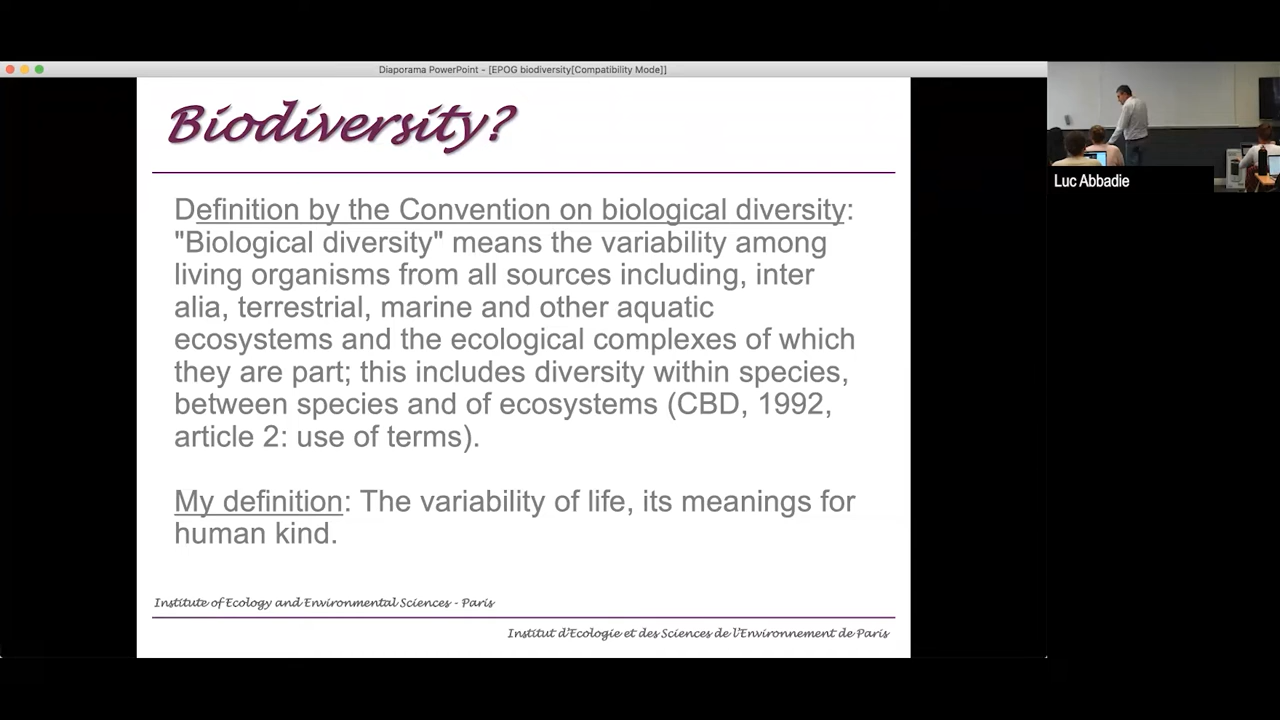 Diaporama PowerPoint - [EPOG biodiversity[Compatibility Mode]]
Biodiversity?
Luc Abbadie
Definition by the Convention on biological diversity:
"Biological diversity" means the variability among
living organisms from all sources including, inter
alia, terrestrial, marine and other aquatic
ecosystems and the ecological complexes of which
they are part; this includes diversity within species,
between species and of ecosystems (CBD, 1992,
article 2: use of terms).
My definition: The variability of life, its meanings for
human kind.
Institute of Ecology and Environmental Sciences - Paris
Institut d'Ecologie et des Sciences de l'Environnement de Paris